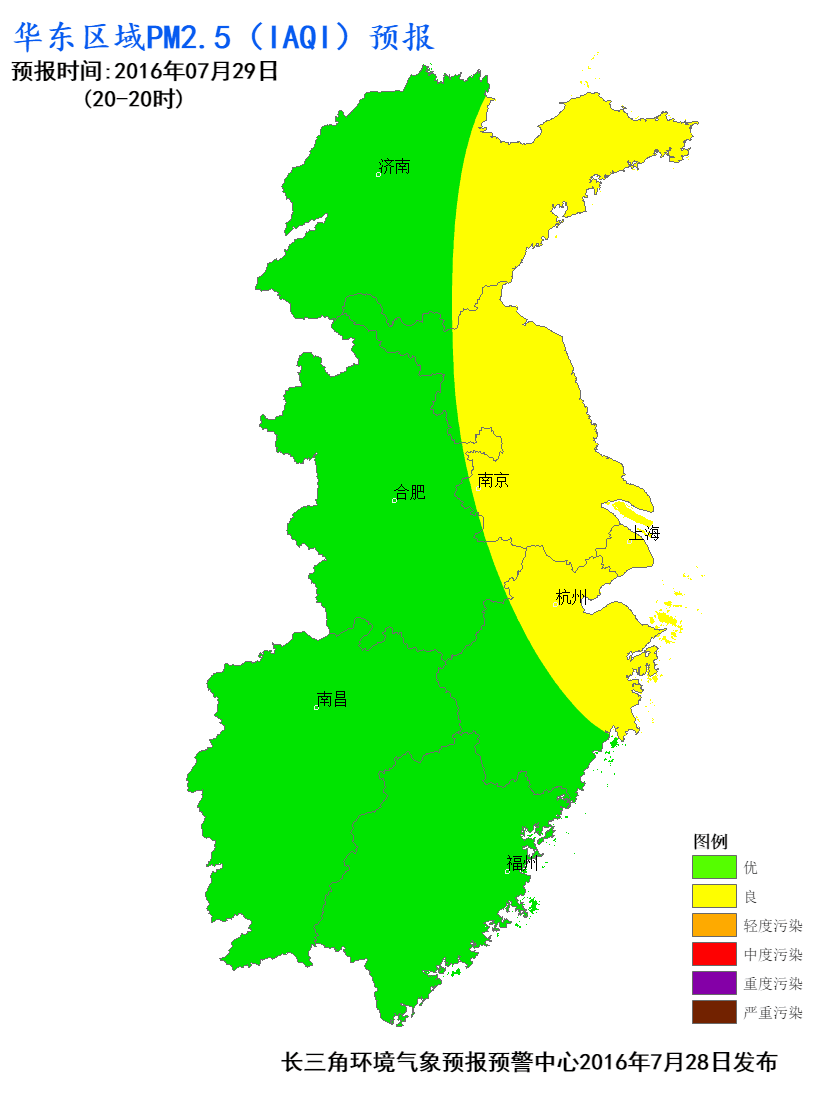 华东区域PM2.5（IAQI）预报
预报时间:2016年07月29日
(20-20时)
济南
南京
合肥
上海
杭州
南昌
福州
图例
优
良
轻度污染
中度污染
重度污染
严重污染
长三角环境气象预报预警中心2016年7月28日发布